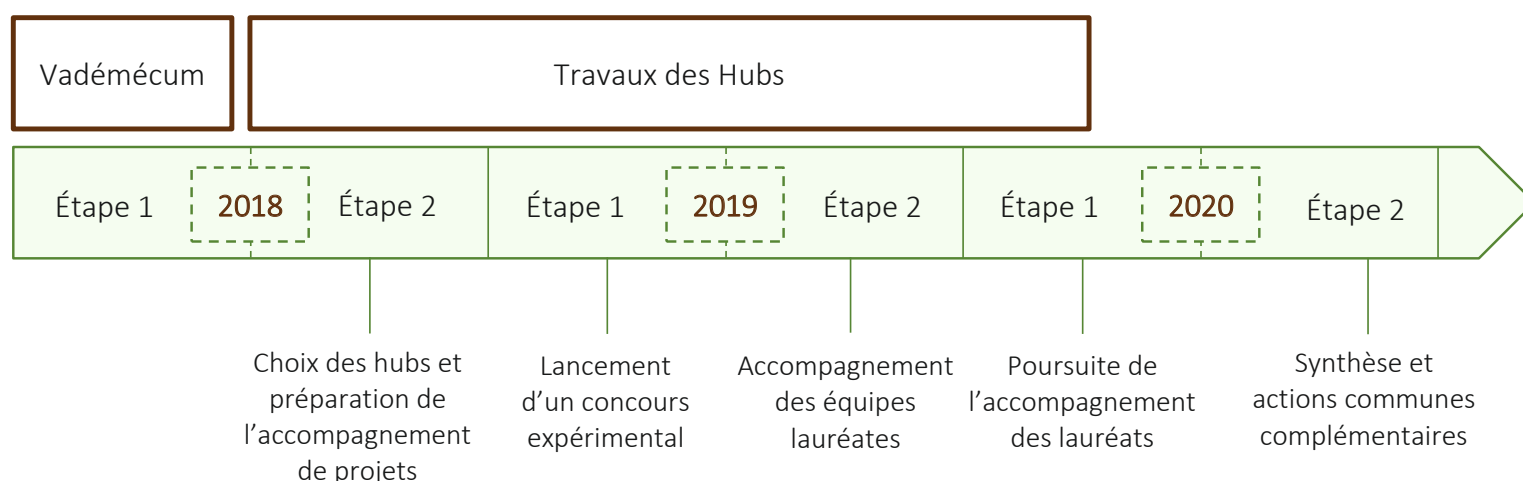 Vadémécum
Travaux des Hubs
Étape 1
2018
Étape 2
Étape 1
2019
Étape 2
Étape 1
2020
Étape 2
Choix des hubs et
préparation de
l’accompagnement
de projets
Lancement
d’un concours
expérimental
Accompagnement
des équipes
lauréates
Poursuite de
l’accompagnement
des lauréats
Synthèse et
actions communes
complémentaires